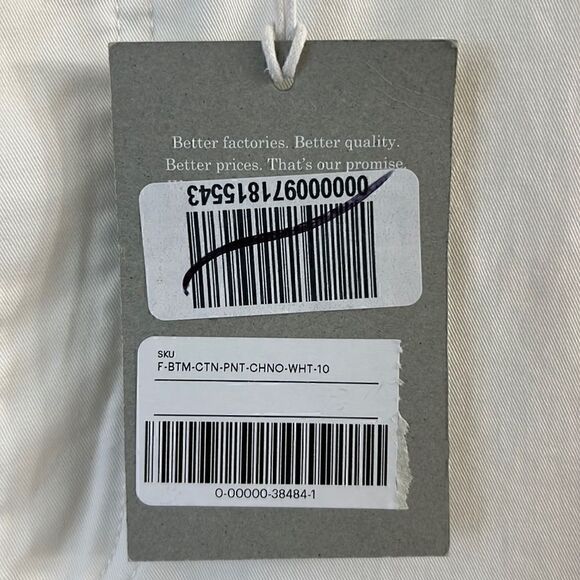 Better factories. Better quality.
Better prices. That's our promise.
0000000971815543
SKU
F-BTM-CTN-PNT-CHNO-WHT-10
0-00000-38484-1